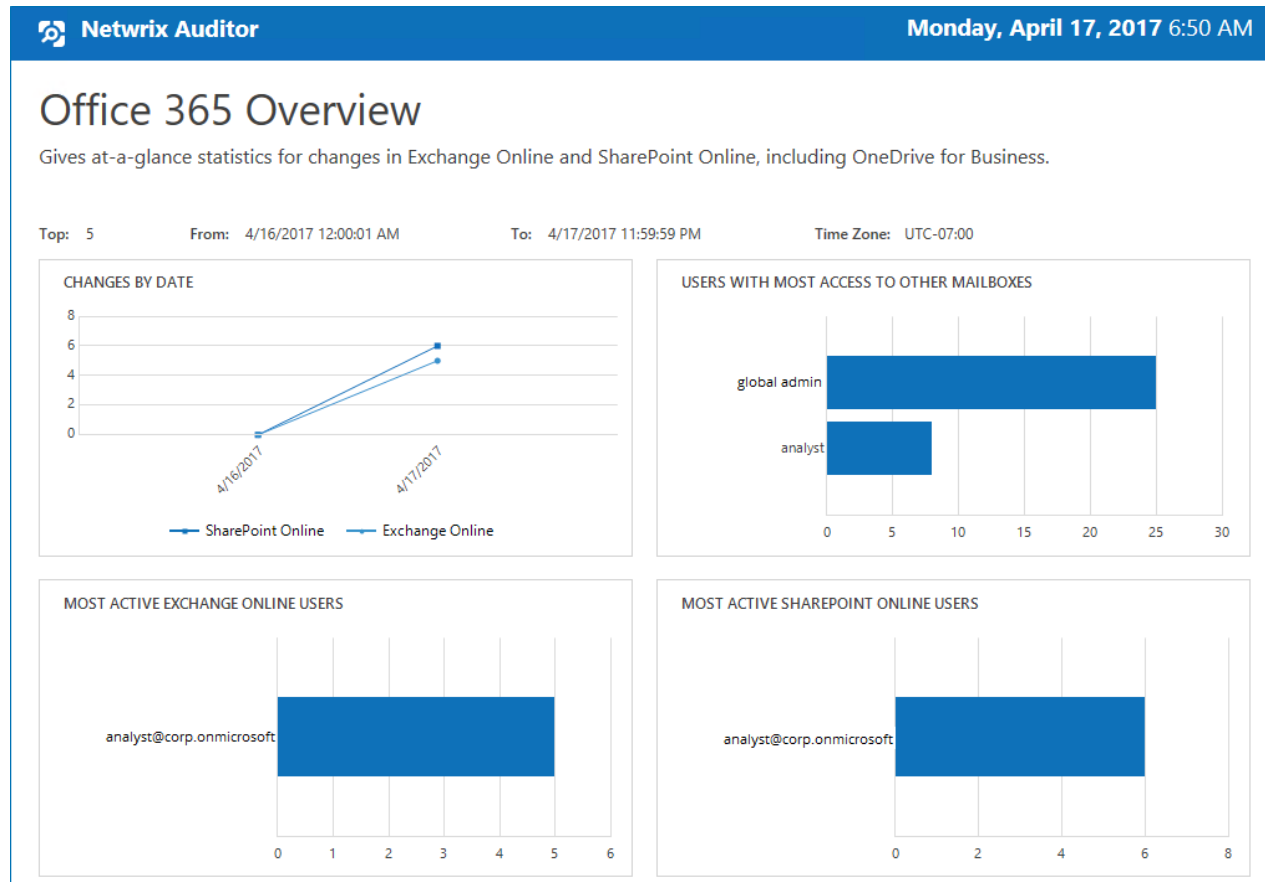 Netwrix Auditor
Monday, April 17, 2017 6:50 AM
Office 365 Overview
Gives at-a-glance statistics for changes in Exchange Online and SharePoint Online, including OneDrive for Business.
Top: 5 From: 4/16/2017 12:00:01 AM To: 4/17/2017 11:59:59 PM Time Zone: UTC-07:00
CHANGES BY DATE
8
6
4
2
0
4/16/2017 4/17/2017
SharePoint Online Exchange Online
USERS WITH MOST ACCESS TO OTHER MAILBOXES
global admin
analyst
0 5 10 15 20 25 30
MOST ACTIVE EXCHANGE ONLINE USERS
analyst@corp.onmicrosoft
0 1 2 3 4 5 6
MOST ACTIVE SHAREPOINT ONLINE USERS
analyst@corp.onmicrosoft
0 2 4 6 8